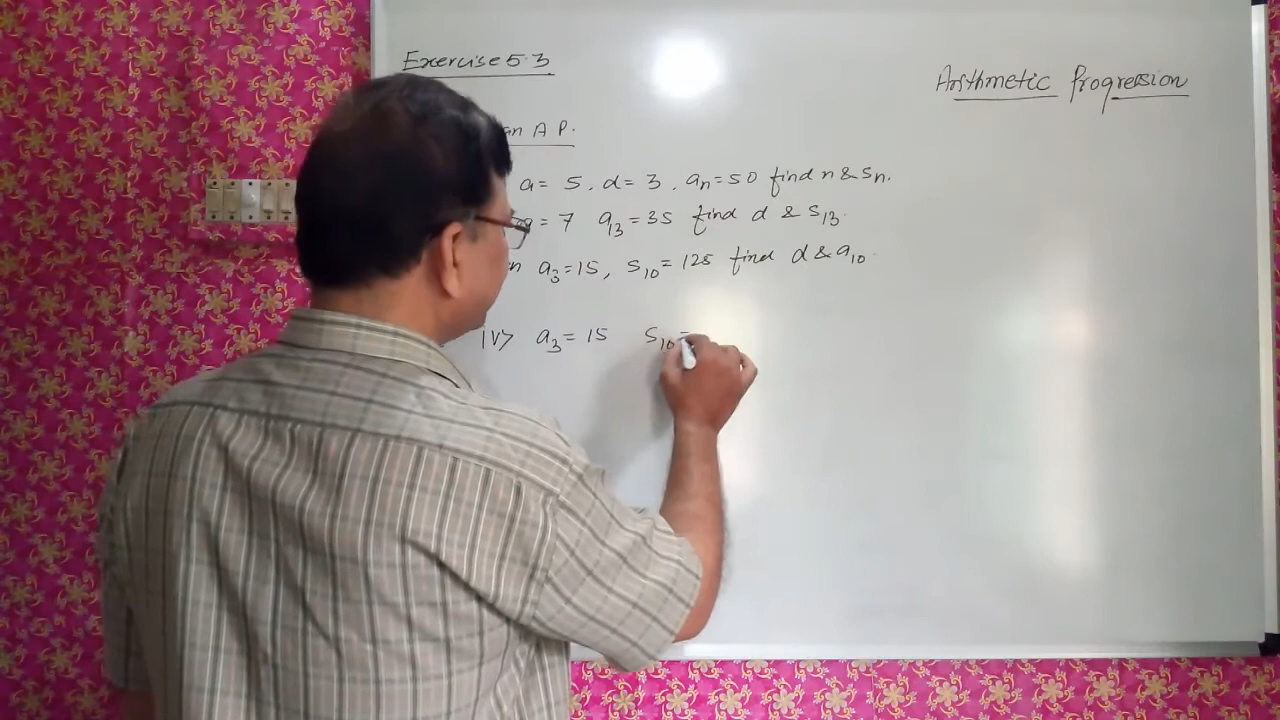 Exercise 5.3
Arithmetic Progression
an A P.
a = 5, d = 3, aₙ = 50 find n & Sₙ.
= 7 a₁₃ = 35 find d & S₁₃.
n a₃ = 15, S₁₀ = 125 find d & a₁₀.
iv> a₃ = 15 S₁₀ =